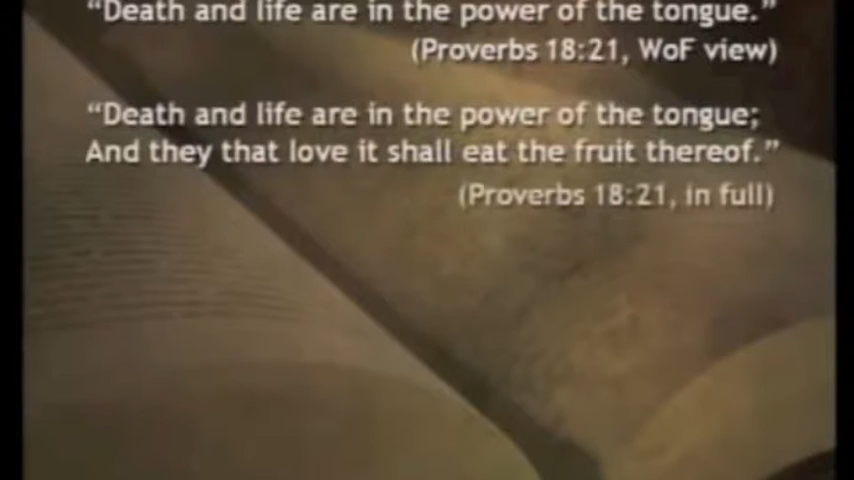 “Death and life are in the power of the tongue.”
(Proverbs 18:21, WoF view)
“Death and life are in the power of the tongue;
And they that love it shall eat the fruit thereof.”
(Proverbs 18:21, in full)